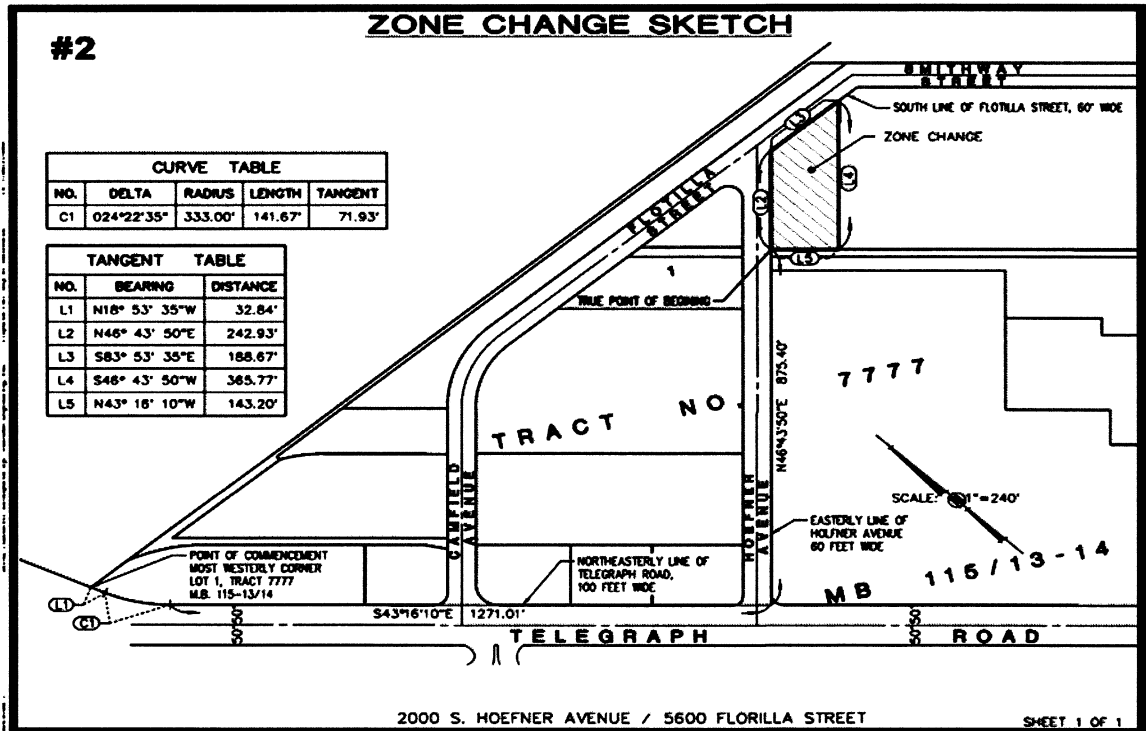 ZONE CHANGE SKETCH
#2
SMITHWAY
STREET
SOUTH LINE OF FLOTILLA STREET, 60' WIDE
ZONE CHANGE
L3
L4
L2
L5
CURVE TABLE
NO. DELTA RADIUS LENGTH TANGENT
C1 024°22'35" 333.00' 141.67' 71.93'
FLOTILLA
STREET
TANGENT TABLE
NO. BEARING DISTANCE
L1 N18° 53' 35"W 32.84'
L2 N46° 43' 50"E 242.93'
L3 S83° 53' 35"E 188.67'
L4 S46° 43' 50"W 365.77'
L5 N43° 16' 10"W 143.20'
1
TRUE POINT OF BEGINING
N46°43'50"E 875.40'
TRACT NO. 7777
CAMFIELD
AVENUE
HOEFNER
AVENUE
SCALE: 1"=240'
EASTERLY LINE OF
HOLFNER AVENUE
60 FEET WIDE
MB 115/13-14
POINT OF COMMENCEMENT
MOST WESTERLY CORNER
LOT 1, TRACT 7777
M.B. 115-13/14
NORTHEASTERLY LINE OF
TELEGRAPH ROAD,
100 FEET WIDE
L1
C1
S43°16'10"E 1271.01'
50' 50'
50' 50'
TELEGRAPH ROAD
2000 S. HOEFNER AVENUE / 5600 FLORILLA STREET
SHEET 1 OF 1